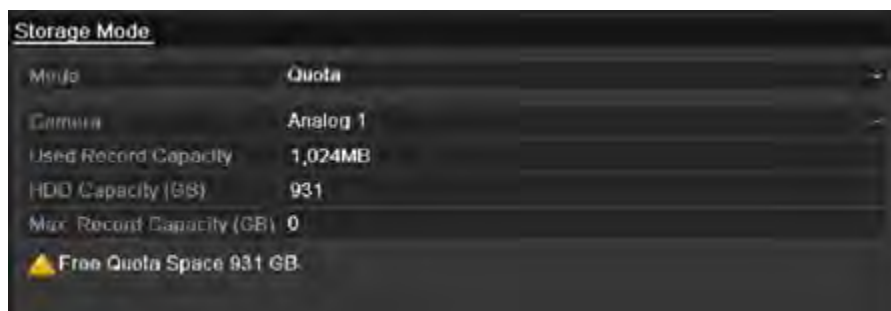 Storage Mode
Mode Quota
Camera Analog 1
Used Record Capacity 1,024MB
HDD Capacity (GB) 931
Max. Record Capacity (GB) 0
Free Quota Space 931 GB